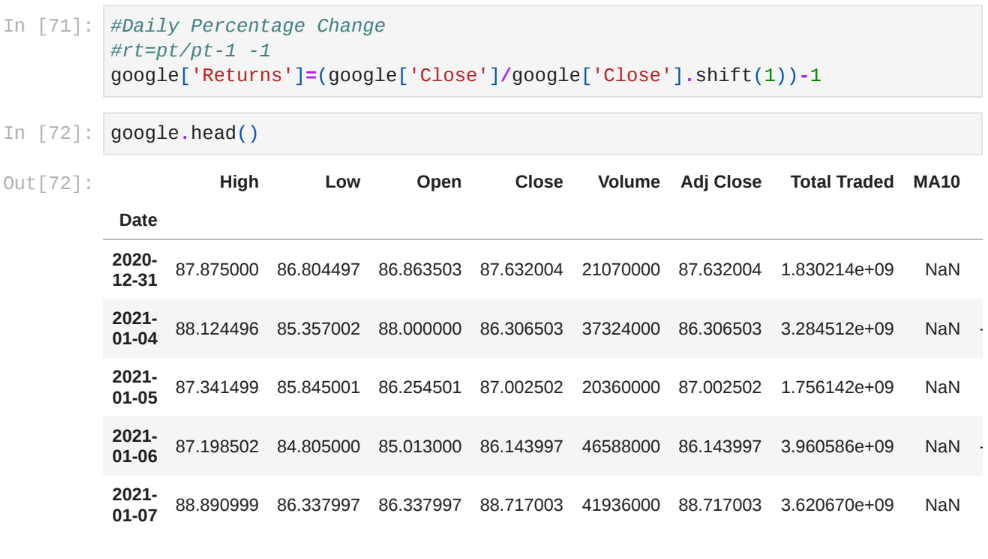 In [71]: #Daily Percentage Change
#rt=pt/pt-1 -1
google['Returns']=(google['Close']/google['Close'].shift(1))-1
In [72]: google.head()
Out[72]: High Low Open Close Volume Adj Close Total Traded MA10
Date
2020-
12-31 87.875000 86.804497 86.863503 87.632004 21070000 87.632004 1.830214e+09 NaN
2021-
01-04 88.124496 85.357002 88.000000 86.306503 37324000 86.306503 3.284512e+09 NaN -
2021-
01-05 87.341499 85.845001 86.254501 87.002502 20360000 87.002502 1.756142e+09 NaN
2021-
01-06 87.198502 84.805000 85.013000 86.143997 46588000 86.143997 3.960586e+09 NaN -
2021-
01-07 88.890999 86.337997 86.337997 88.717003 41936000 88.717003 3.620670e+09 NaN